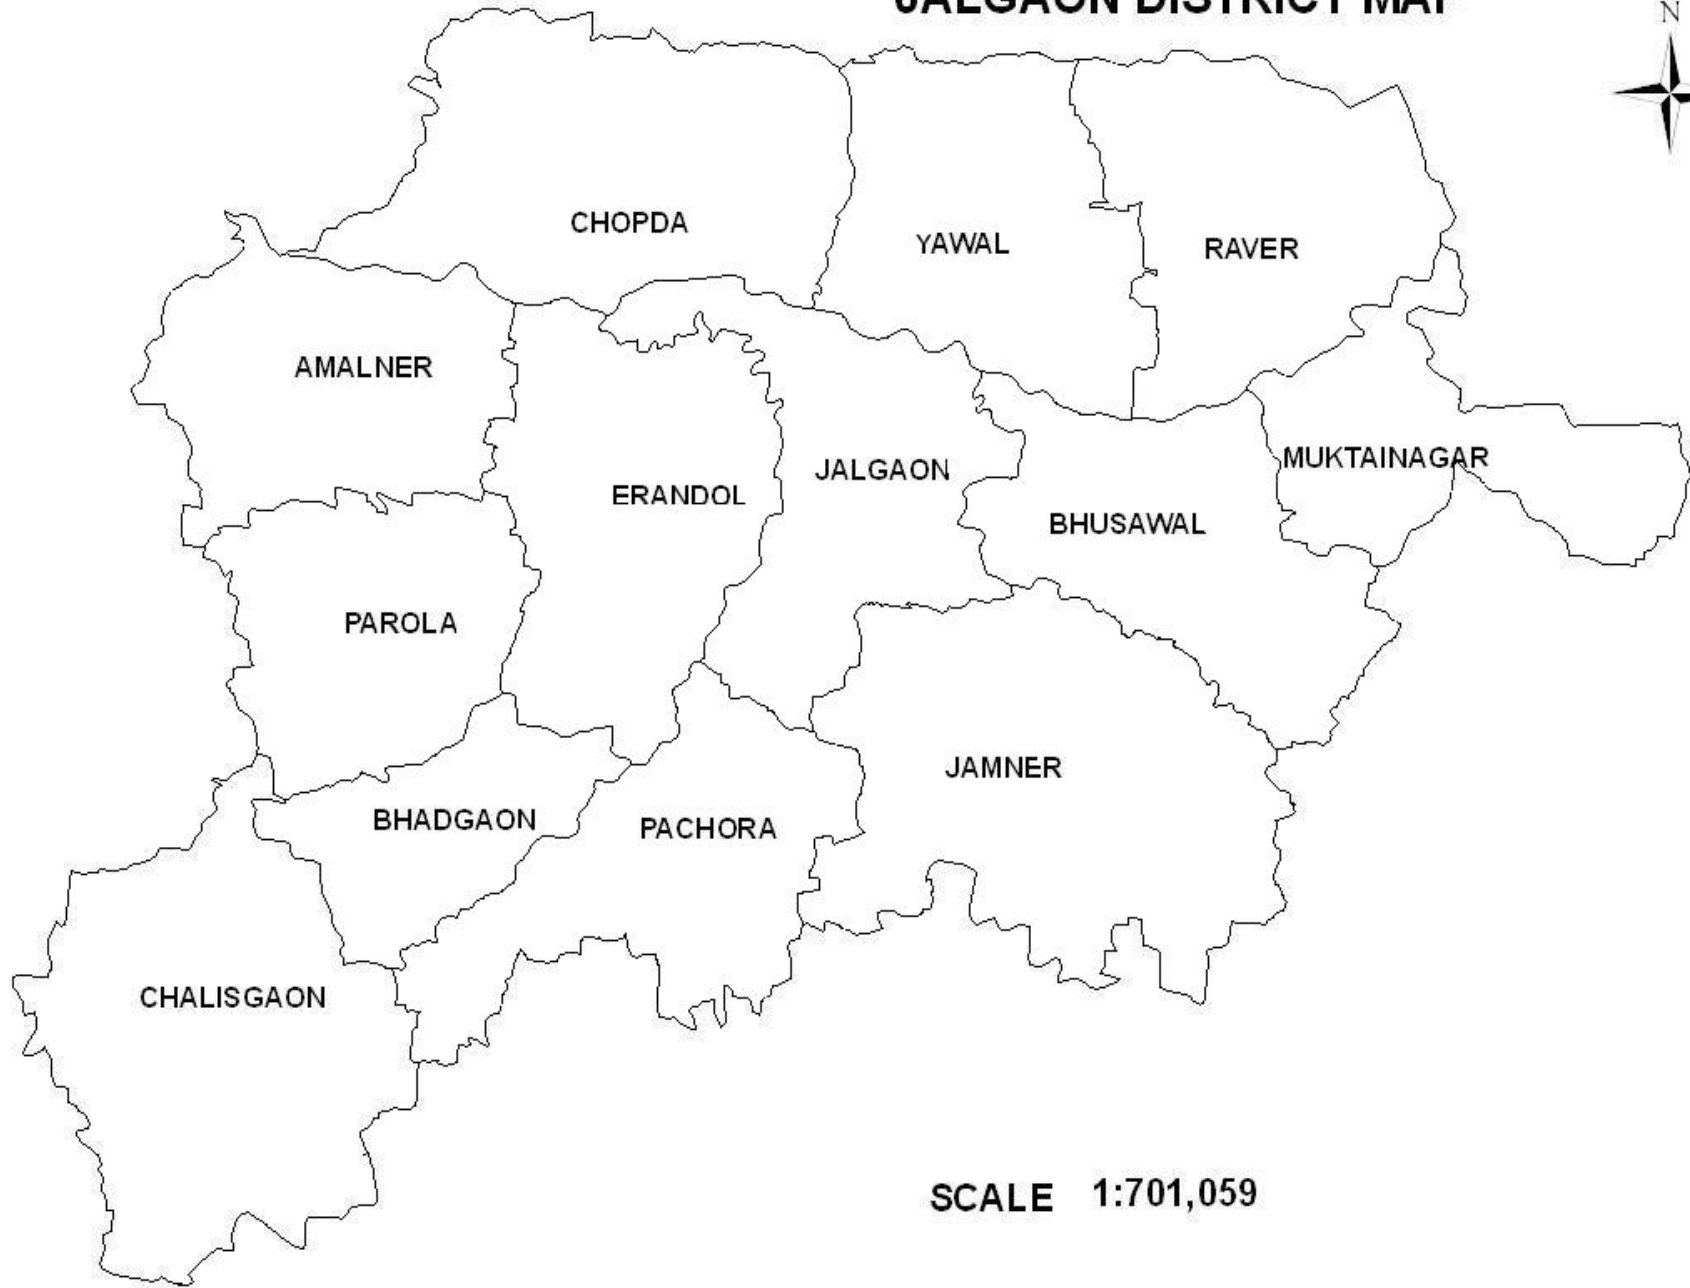 JALGAON DISTRICT MAP
N
CHOPDA
YAWAL
RAVER
AMALNER
MUKTAINAGAR
JALGAON
ERANDOL
BHUSAWAL
PAROLA
JAMNER
BHADGAON
PACHORA
CHALISGAON
SCALE 1:701,059